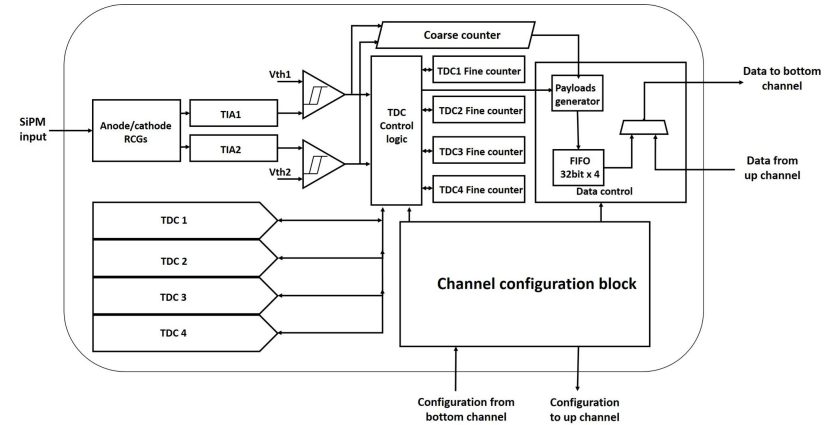 Coarse counter
Vth1
TDC1 Fine counter
Data to bottom
channel
SiPM
input
Anode/cathode
RCGs
TIA1
TIA2
TDC
Control
logic
TDC2 Fine counter
Payloads
generator
Vth2
TDC3 Fine counter
FIFO
32bit x 4
Data from
up channel
TDC4 Fine counter
Data control
TDC 1
TDC 2
TDC 3
TDC 4
Channel configuration block
Configuration from
bottom channel
Configuration
to up channel